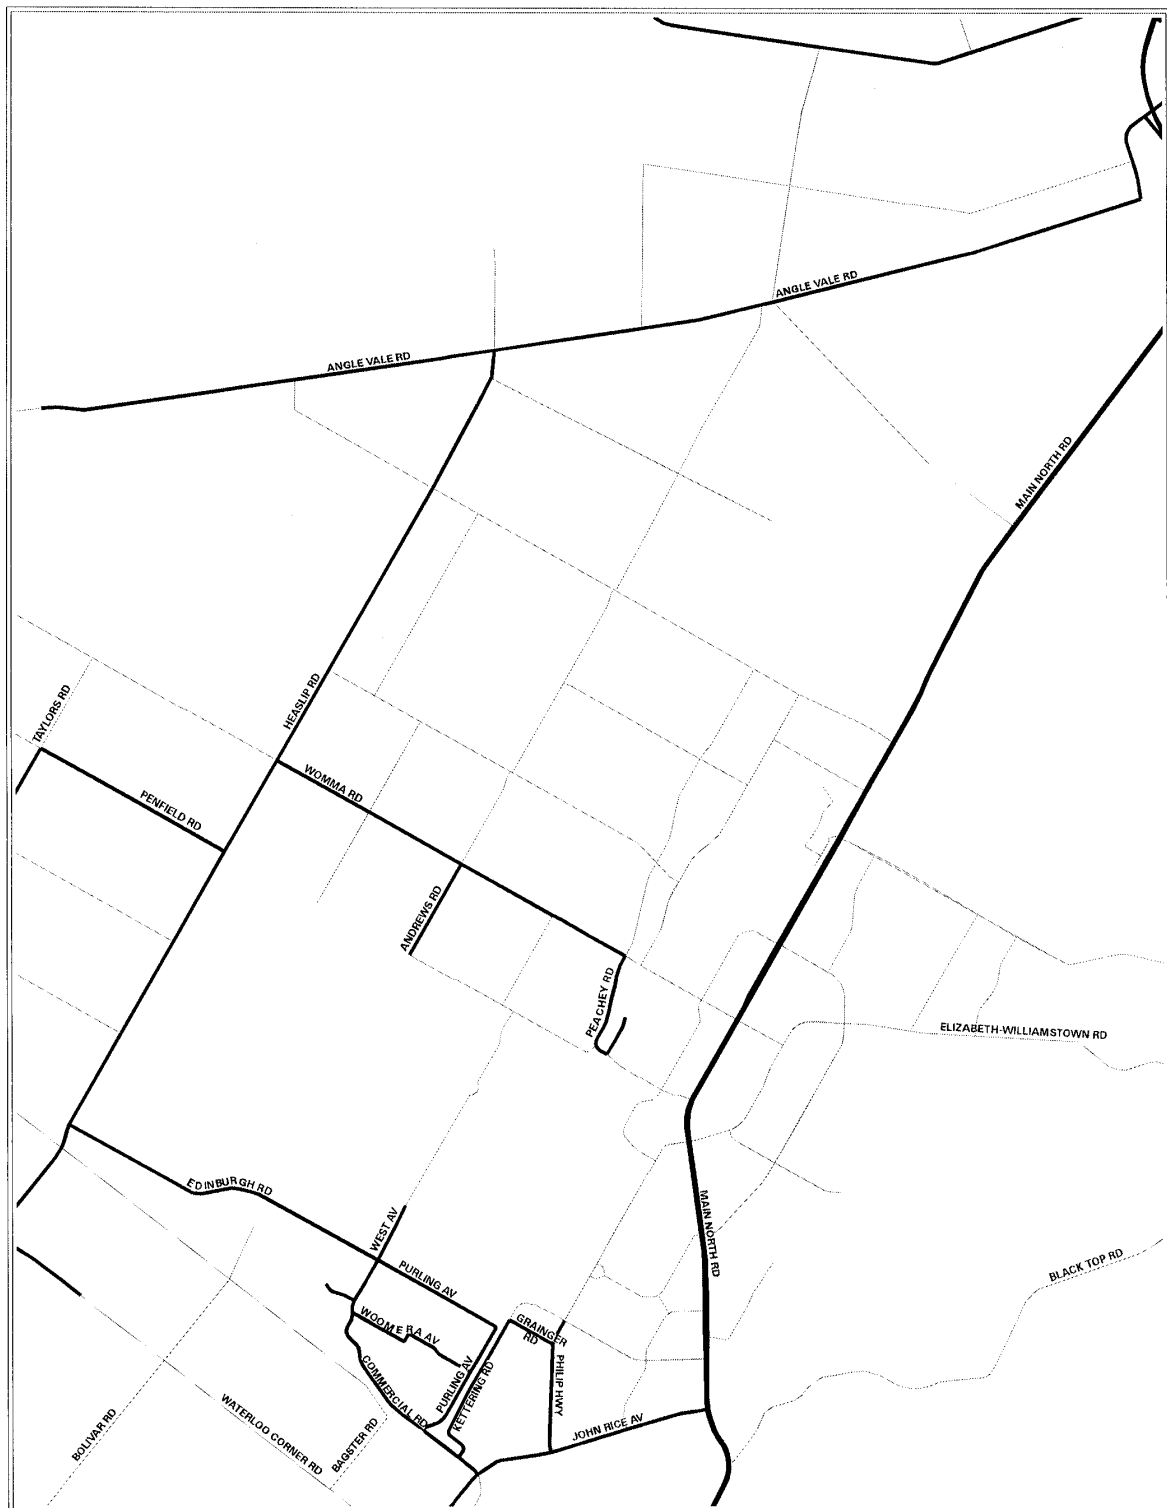 ANGLE VALE RD
ANGLE VALE RD
MAIN NORTH RD
TAYLORS RD
HEASLIP RD
WOMMA RD
PENFIELD RD
ANDREWS RD
PEACHEY RD
ELIZABETH-WILLIAMSTOWN RD
EDINBURGH RD
WEST AV
MAIN NORTH RD
BLACK TOP RD
PURLING AV
WOOMERA AV
GRAINGER
RD
COMMERCIAL RD
PURLING AV
KETTERING RD
PHILIP HWY
JOHN RICE AV
BOLIVAR RD
WATERLOO CORNER RD
BAGSTER RD